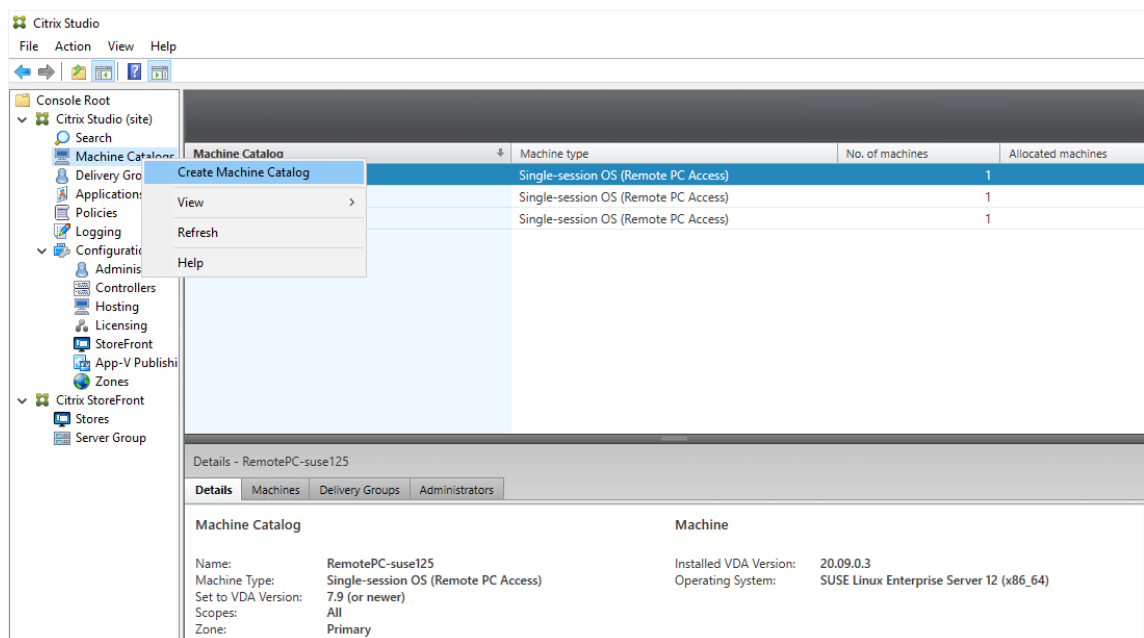 Citrix Studio
File Action View Help
Console Root
Citrix Studio (site)
Search
Machine Catalogs
Delivery Gro
Applications
Policies
Logging
Configuratio
Adminis
Controllers
Hosting
Licensing
StoreFront
App-V Publishi
Zones
Citrix StoreFront
Stores
Server Group
Create Machine Catalog
View
Refresh
Help
Machine Catalog Machine type No. of machines Allocated machines
Single-session OS (Remote PC Access) 1
Single-session OS (Remote PC Access) 1
Single-session OS (Remote PC Access) 1
Details - RemotePC-suse125
Details Machines Delivery Groups Administrators
Machine Catalog
Name: RemotePC-suse125
Machine Type: Single-session OS (Remote PC Access)
Set to VDA Version: 7.9 (or newer)
Scopes: All
Zone: Primary
Machine
Installed VDA Version: 20.09.0.3
Operating System: SUSE Linux Enterprise Server 12 (x86_64)